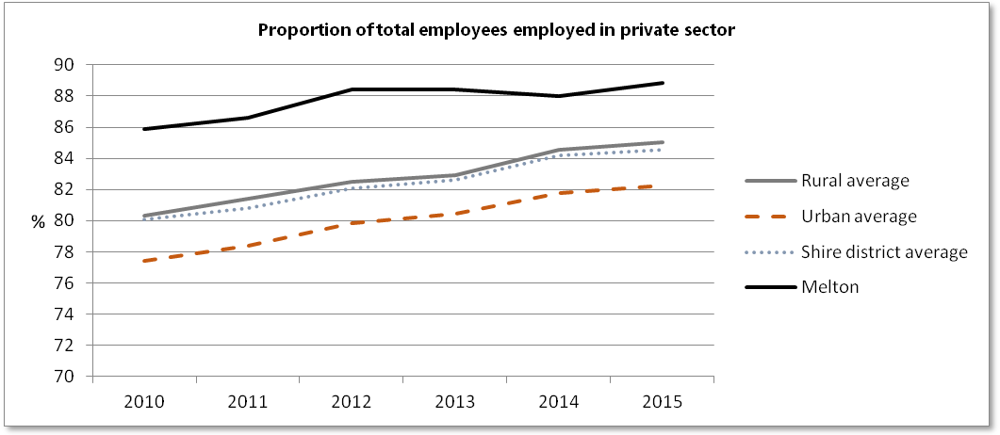 Proportion of total employees employed in private sector
90
88
86
84
82
80
78
76
74
72
70
%
2010 2011 2012 2013 2014 2015
Rural average
Urban average
Shire district average
Melton